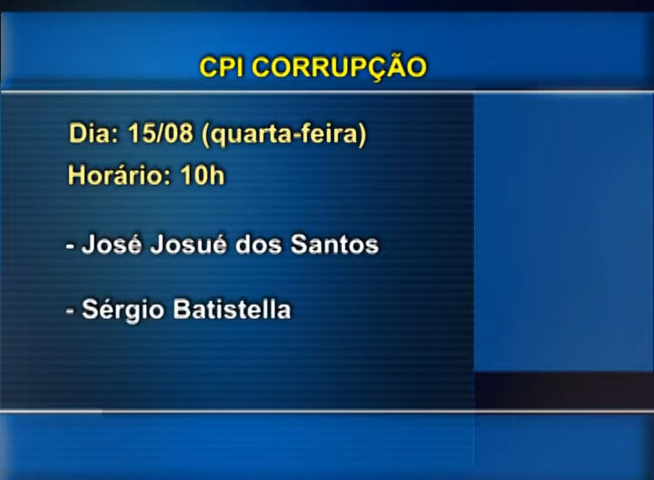 CPI CORRUPÇÃO
Dia: 15/08 (quarta-feira)
Horário: 10h
- José Josué dos Santos
- Sérgio Batistella